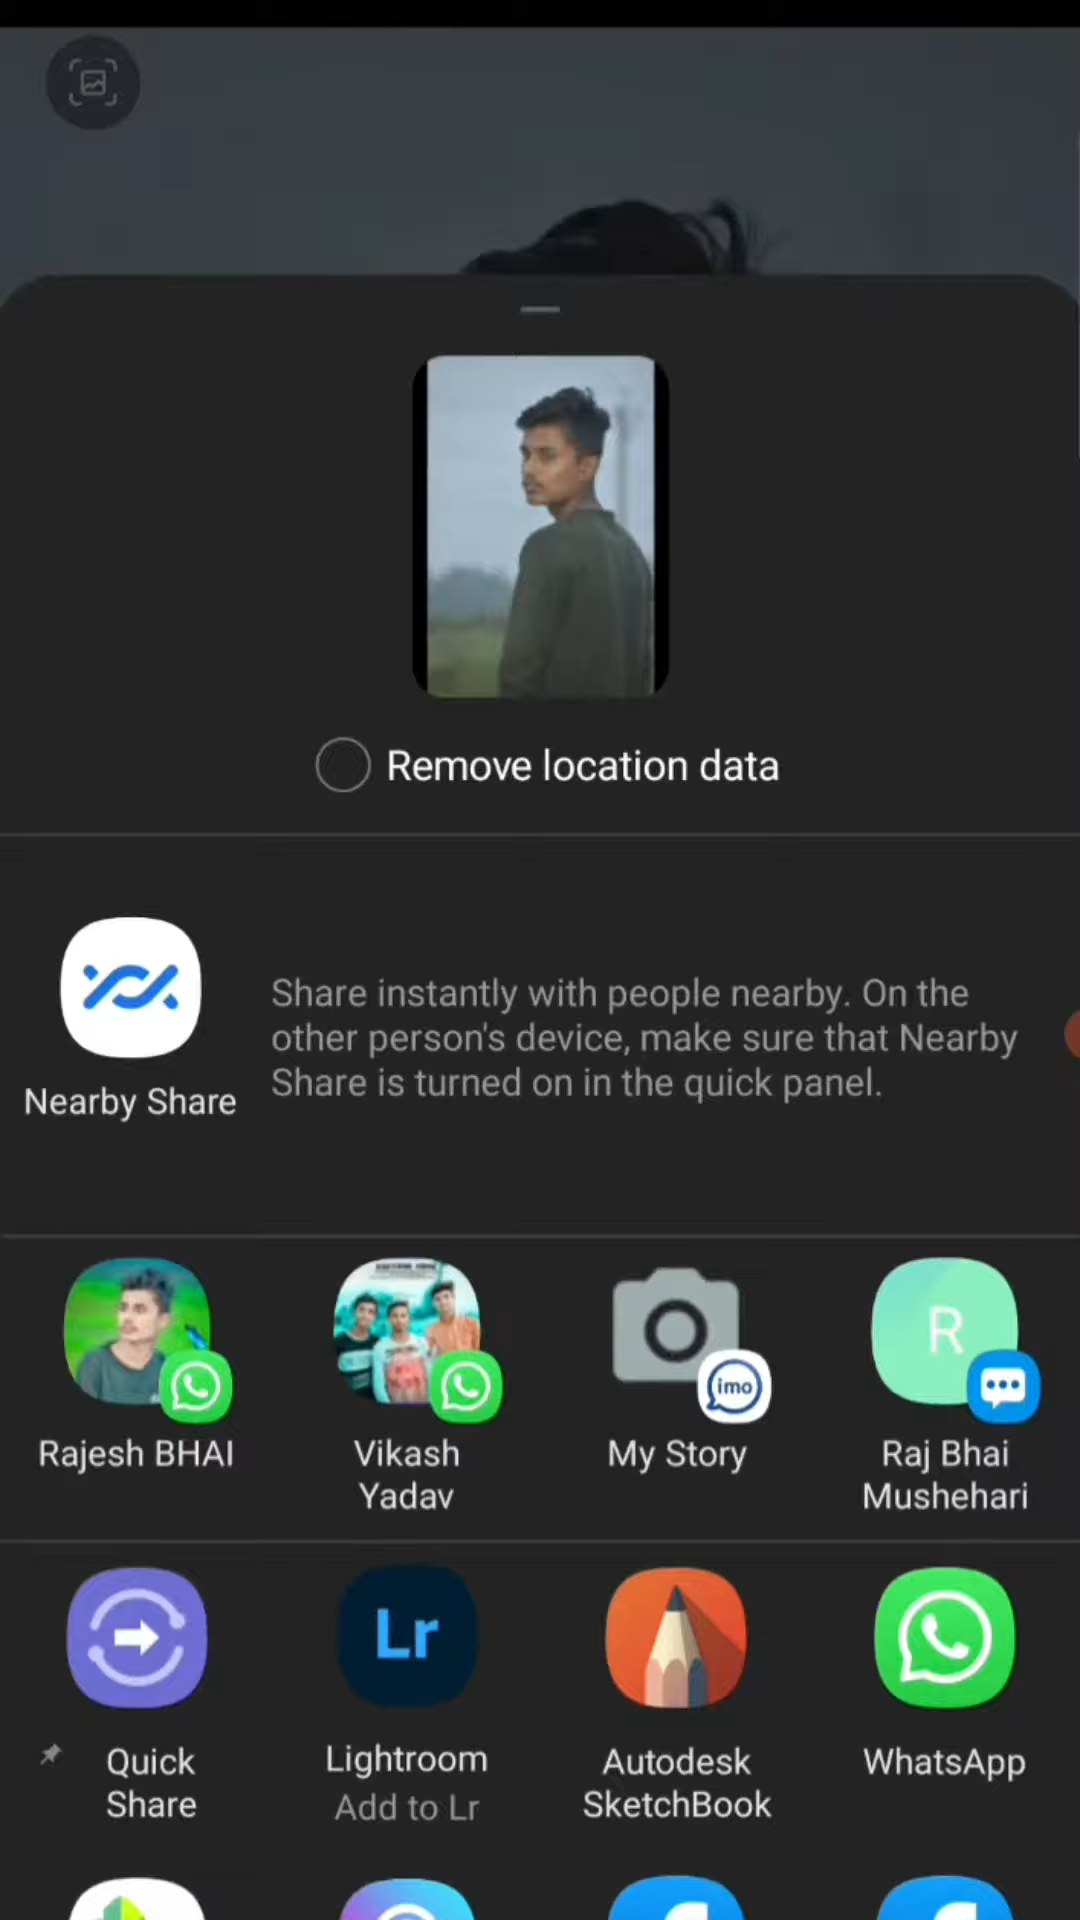 Remove location data
Share instantly with people nearby. On the
other person's device, make sure that Nearby
Share is turned on in the quick panel.
Nearby Share
R
imo
Rajesh BHAI
Vikash
Yadav
My Story
Raj Bhai
Mushehari
Lr
Quick
Share
Lightroom
Add to Lr
Autodesk
SketchBook
WhatsApp